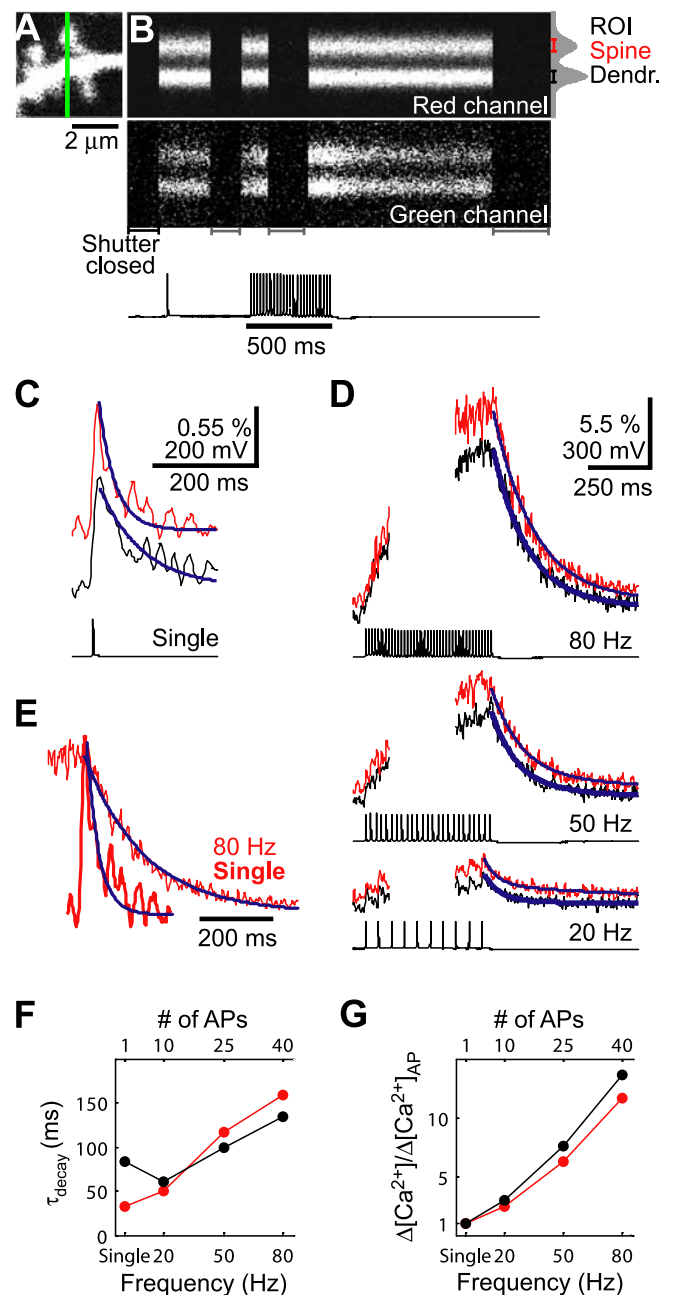 A
B
ROI
Spine
Dendr.
Red channel
2 μm
Green channel
Shutter
closed
500 ms
C
0.55 %
200 mV
200 ms
Single
D
5.5 %
300 mV
250 ms
80 Hz
50 Hz
20 Hz
E
80 Hz
Single
200 ms
F
# of APs
1 10 25 40
τdecay (ms)
150
100
50
0
Single 20 50 80
Frequency (Hz)
G
# of APs
1 10 25 40
Δ[Ca2+]/Δ[Ca2+]AP
10
5
1
Single 20 50 80
Frequency (Hz)